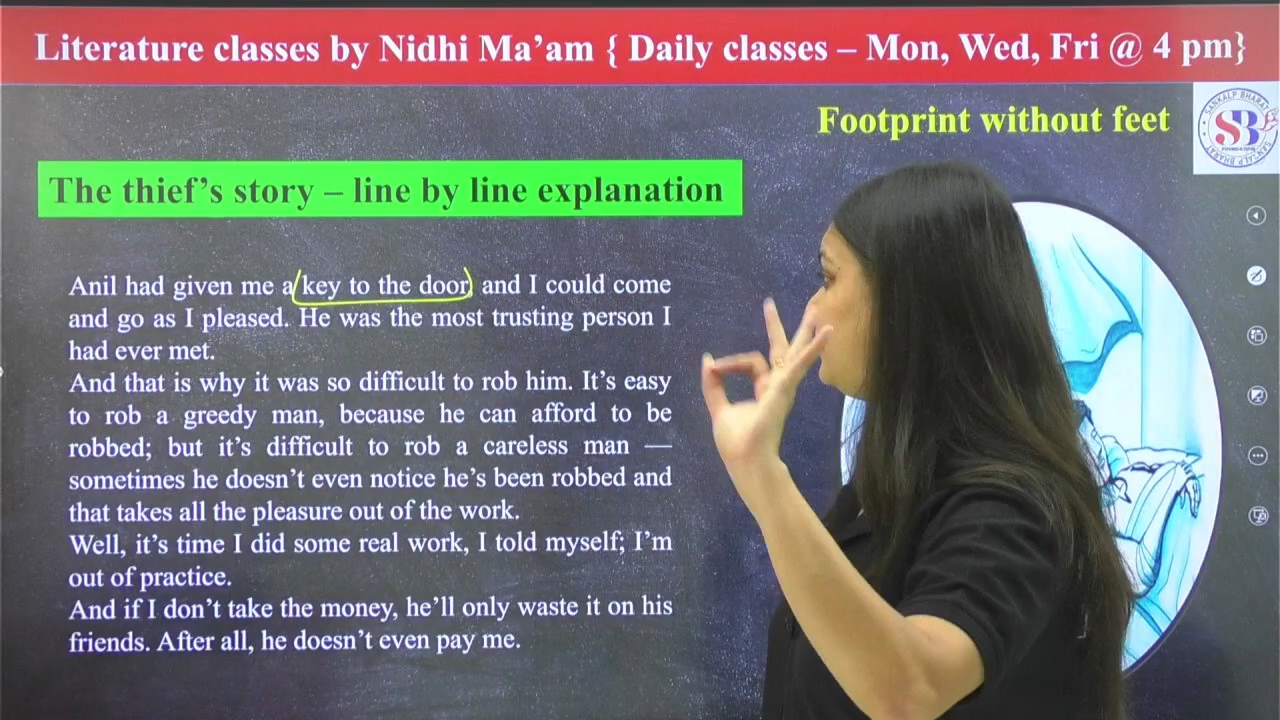 Literature classes by Nidhi Ma’am { Daily classes – Mon, Wed, Fri @ 4 pm}
Footprint without feet
SANKALP BHARAT
SB
FOUNDATION
SANKALP BHARAT
The thief’s story – line by line explanation
Anil had given me a key to the door, and I could come
and go as I pleased. He was the most trusting person I
had ever met.
And that is why it was so difficult to rob him. It’s easy
to rob a greedy man, because he can afford to be
robbed; but it’s difficult to rob a careless man —
sometimes he doesn’t even notice he’s been robbed and
that takes all the pleasure out of the work.
Well, it’s time I did some real work, I told myself; I’m
out of practice.
And if I don’t take the money, he’ll only waste it on his
friends. After all, he doesn’t even pay me.